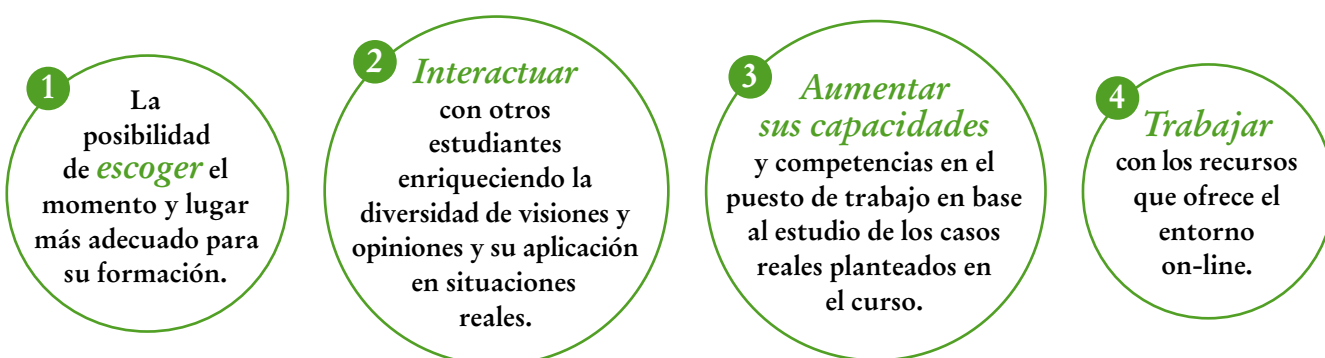 1
La
posibilidad
de escoger el
momento y lugar
más adecuado para
su formación.
2
Interactuar
con otros
estudiantes
enriqueciendo la
diversidad de visiones y
opiniones y su aplicación
en situaciones
reales.
3
Aumentar
sus capacidades
y competencias en el
puesto de trabajo en base
al estudio de los casos
reales planteados en
el curso.
4
Trabajar
con los recursos
que ofrece el
entorno
on-line.